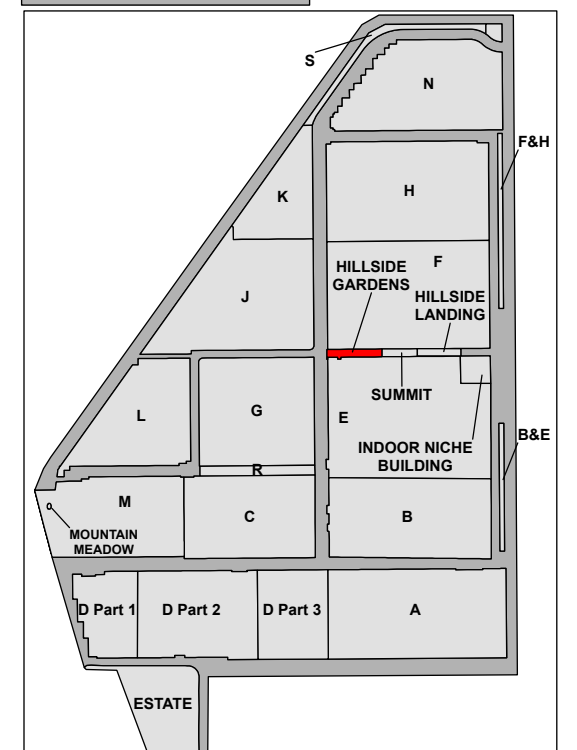 S
N
F&H
K
H
F
HILLSIDE
GARDENS
HILLSIDE
LANDING
J
SUMMIT
L
G
E
INDOOR NICHE
BUILDING
B&E
R
M
C
B
MOUNTAIN
MEADOW
D Part 1
D Part 2
D Part 3
A
ESTATE